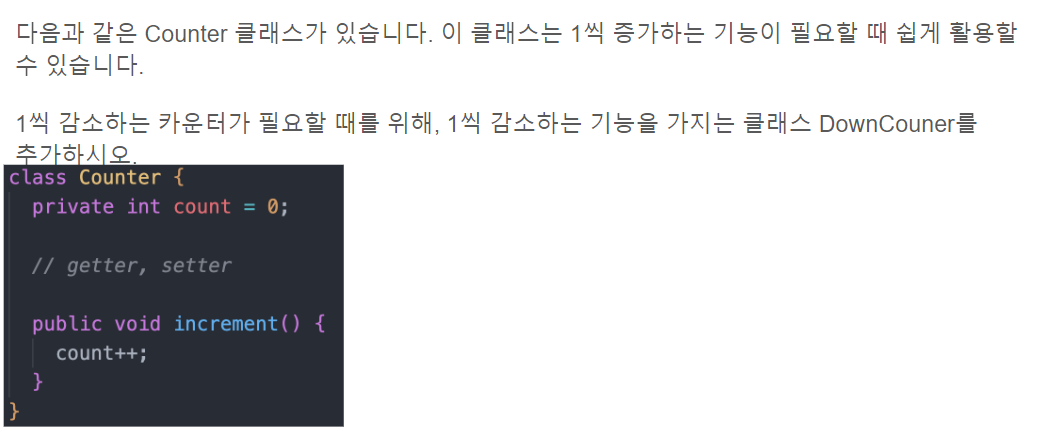 다음과 같은 Counter 클래스가 있습니다. 이 클래스는 1씩 증가하는 기능이 필요할 때 쉽게 활용할
수 있습니다.
1씩 감소하는 카운터가 필요할 때를 위해, 1씩 감소하는 기능을 가지는 클래스 DownCouner를
추가하시오.
class Counter {
private int count = 0;
// getter, setter
public void increment() {
count++;
}
}